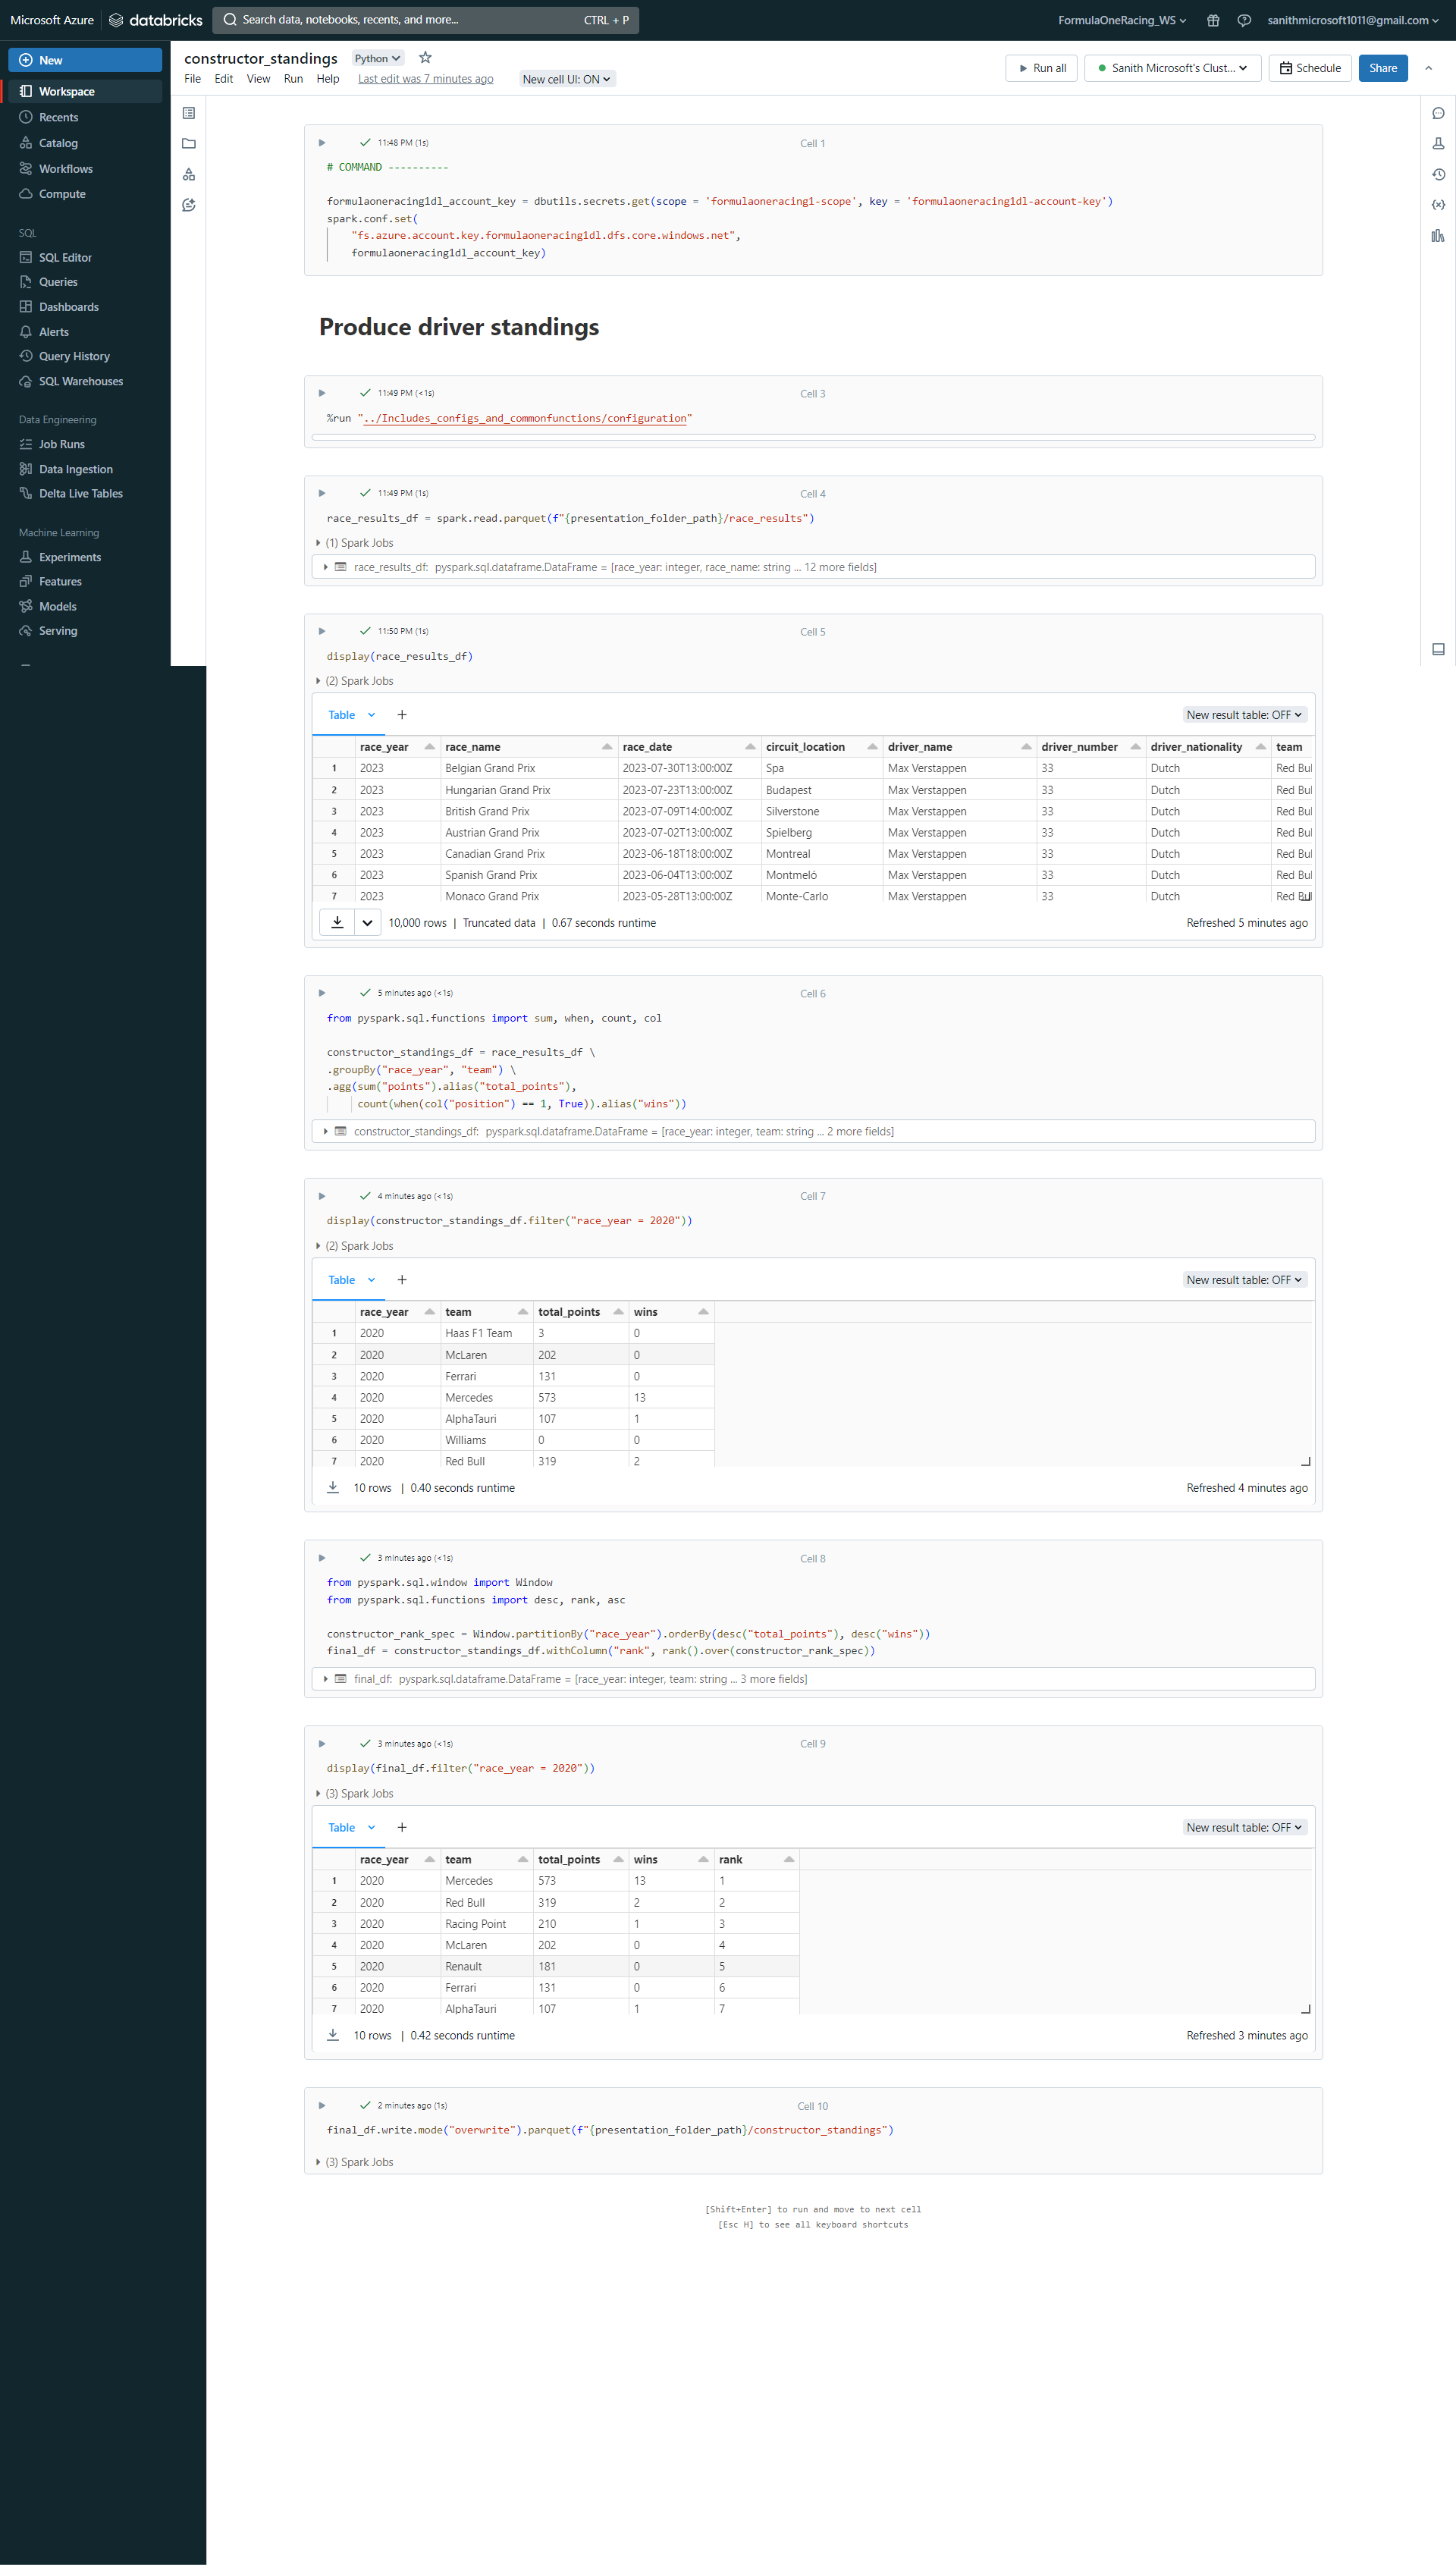 Microsoft Azure databricks Search data, notebooks, recents, and more... CTRL + P FormulaOneRacing_WS sanithmicrosoft1011@gmail.com
New
Workspace
Recents
Catalog
Workflows
Compute
SQL
SQL Editor
Queries
Dashboards
Alerts
Query History
SQL Warehouses
Data Engineering
Job Runs
Data Ingestion
Delta Live Tables
Machine Learning
Experiments
Features
Models
Serving
constructor_standings Python
File Edit View Run Help Last edit was 7 minutes ago New cell UI: ON
Run all Sanith Microsoft's Clust... Schedule Share
11:48 PM (1s) Cell 1
# COMMAND ----------
formulaoneracing1dl_account_key = dbutils.secrets.get(scope = 'formulaoneracing1-scope', key = 'formulaoneracing1dl-account-key')
spark.conf.set(
"fs.azure.account.key.formulaoneracing1dl.dfs.core.windows.net",
formulaoneracing1dl_account_key)
Produce driver standings
11:49 PM (<1s) Cell 3
%run "../Includes_configs_and_commonfunctions/configuration"
11:49 PM (1s) Cell 4
race_results_df = spark.read.parquet(f"{presentation_folder_path}/race_results")
(1) Spark Jobs
race_results_df: pyspark.sql.dataframe.DataFrame = [race_year: integer, race_name: string ... 12 more fields]
11:50 PM (1s) Cell 5
display(race_results_df)
(2) Spark Jobs
Table + New result table: OFF
race_year race_name race_date circuit_location driver_name driver_number driver_nationality team
1 2023 Belgian Grand Prix 2023-07-30T13:00:00Z Spa Max Verstappen 33 Dutch Red Bul
2 2023 Hungarian Grand Prix 2023-07-23T13:00:00Z Budapest Max Verstappen 33 Dutch Red Bul
3 2023 British Grand Prix 2023-07-09T14:00:00Z Silverstone Max Verstappen 33 Dutch Red Bul
4 2023 Austrian Grand Prix 2023-07-02T13:00:00Z Spielberg Max Verstappen 33 Dutch Red Bul
5 2023 Canadian Grand Prix 2023-06-18T18:00:00Z Montreal Max Verstappen 33 Dutch Red Bul
6 2023 Spanish Grand Prix 2023-06-04T13:00:00Z Montmeló Max Verstappen 33 Dutch Red Bul
7 2023 Monaco Grand Prix 2023-05-28T13:00:00Z Monte-Carlo Max Verstappen 33 Dutch Red Bul
10,000 rows | Truncated data | 0.67 seconds runtime Refreshed 5 minutes ago
5 minutes ago (<1s) Cell 6
from pyspark.sql.functions import sum, when, count, col
constructor_standings_df = race_results_df \
.groupBy("race_year", "team") \
.agg(sum("points").alias("total_points"),
count(when(col("position") == 1, True)).alias("wins"))
constructor_standings_df: pyspark.sql.dataframe.DataFrame = [race_year: integer, team: string ... 2 more fields]
4 minutes ago (<1s) Cell 7
display(constructor_standings_df.filter("race_year = 2020"))
(2) Spark Jobs
Table + New result table: OFF
race_year team total_points wins
1 2020 Haas F1 Team 3 0
2 2020 McLaren 202 0
3 2020 Ferrari 131 0
4 2020 Mercedes 573 13
5 2020 AlphaTauri 107 1
6 2020 Williams 0 0
7 2020 Red Bull 319 2
10 rows | 0.40 seconds runtime Refreshed 4 minutes ago
3 minutes ago (<1s) Cell 8
from pyspark.sql.window import Window
from pyspark.sql.functions import desc, rank, asc
constructor_rank_spec = Window.partitionBy("race_year").orderBy(desc("total_points"), desc("wins"))
final_df = constructor_standings_df.withColumn("rank", rank().over(constructor_rank_spec))
final_df: pyspark.sql.dataframe.DataFrame = [race_year: integer, team: string ... 3 more fields]
3 minutes ago (<1s) Cell 9
display(final_df.filter("race_year = 2020"))
(3) Spark Jobs
Table + New result table: OFF
race_year team total_points wins rank
1 2020 Mercedes 573 13 1
2 2020 Red Bull 319 2 2
3 2020 Racing Point 210 1 3
4 2020 McLaren 202 0 4
5 2020 Renault 181 0 5
6 2020 Ferrari 131 0 6
7 2020 AlphaTauri 107 1 7
10 rows | 0.42 seconds runtime Refreshed 3 minutes ago
2 minutes ago (1s) Cell 10
final_df.write.mode("overwrite").parquet(f"{presentation_folder_path}/constructor_standings")
(3) Spark Jobs
[Shift+Enter] to run and move to next cell
[Esc H] to see all keyboard shortcuts